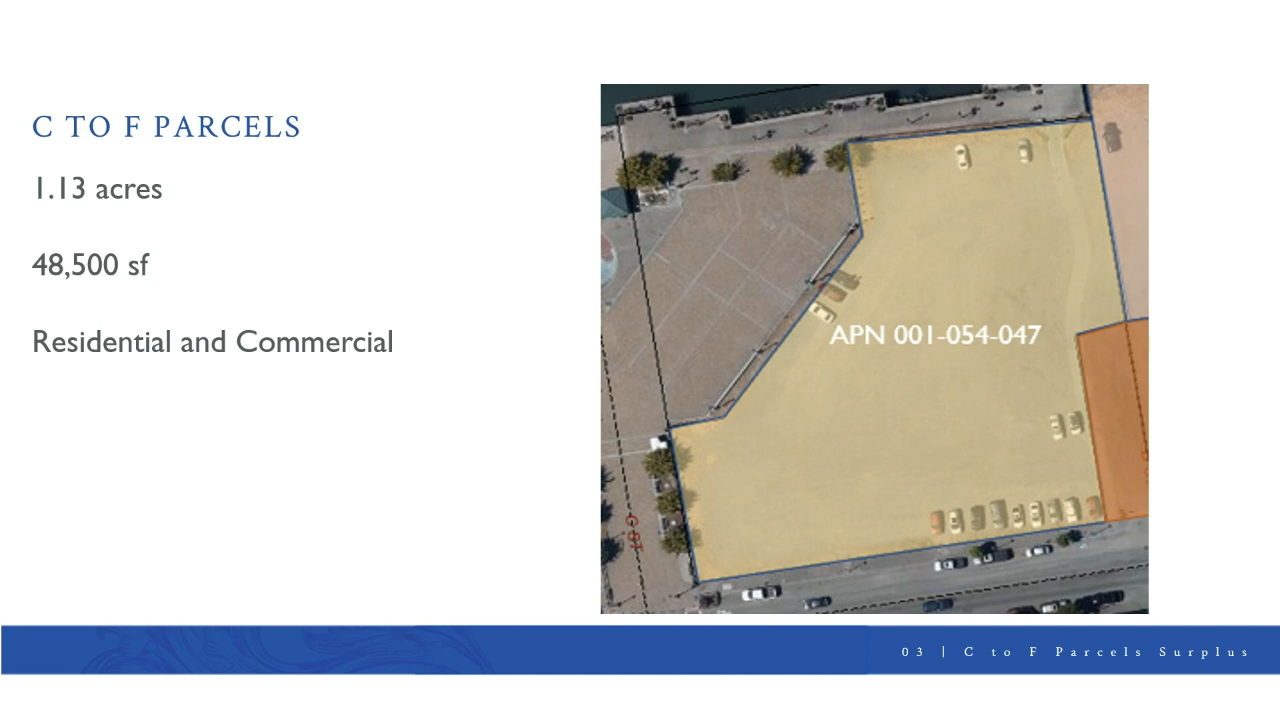 C TO F PARCELS
1.13 acres
48,500 sf
Residential and Commercial
APN 001-054-047
C ST
03 | C to F Parcels Surplus